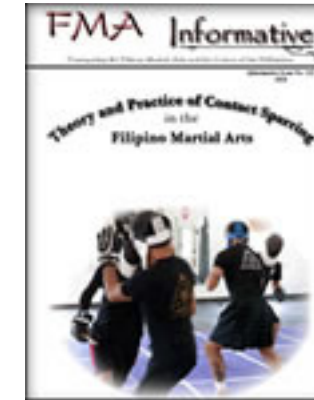 FMA Informative
Theory and Practice of Contact Sparring
in the
Filipino Martial Arts